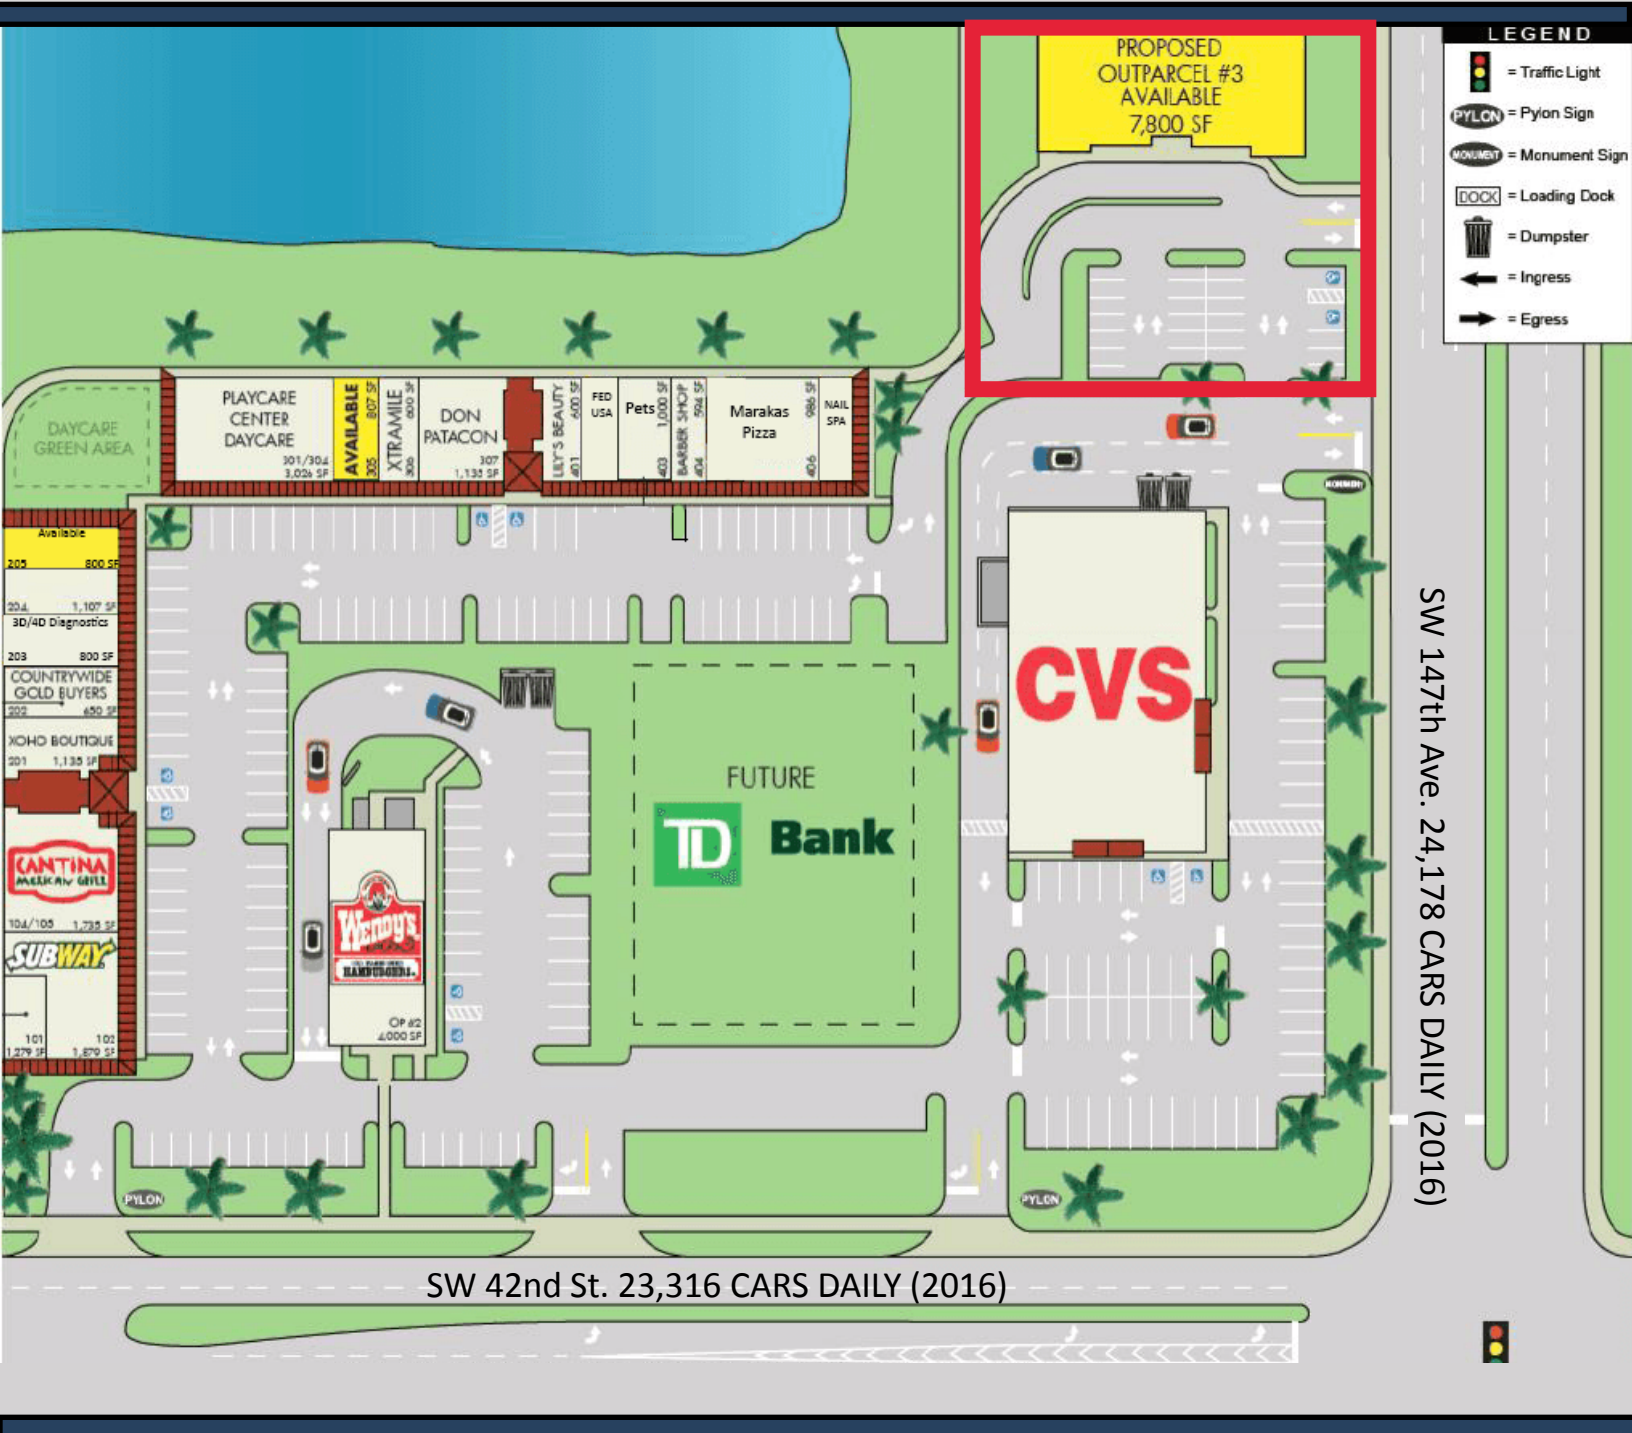 PROPOSED
OUTPARCEL #3
AVAILABLE
7,800 SF
LEGEND
= Traffic Light
PYLON = Pylon Sign
MONUMENT = Monument Sign
DOCK = Loading Dock
= Dumpster
= Ingress
= Egress
DAYCARE
GREEN AREA
PLAYCARE
CENTER
DAYCARE
301/304
3,026 SF
AVAILABLE
305 807 SF
XTRAMILE
306 600 SF
DON
PATACON
307
1,135 SF
LILY'S BEAUTY
401 600 SF
FED
USA
Pets
403 1,000 SF
BARBER SHOP
404 594 SF
Marakas
Pizza
406 986 SF
NAIL
SPA
MONUMENT
Available
205 800 SF
204 1,107 SF
3D/4D Diagnostics
203 800 SF
COUNTRYWIDE
GOLD BUYERS
202 650 SF
XOHO BOUTIQUE
201 1,135 SF
CANTINA
MEXICAN GRILL
104/105 1,735 SF
SUBWAY
101
1,279 SF
102
1,879 SF
WENDY'S
OLD FASHIONED
HAMBURGERS
OP #2
4,000 SF
FUTURE
TD Bank
CVS
PYLON
PYLON
SW 147th Ave. 24,178 CARS DAILY (2016)
SW 42nd St. 23,316 CARS DAILY (2016)